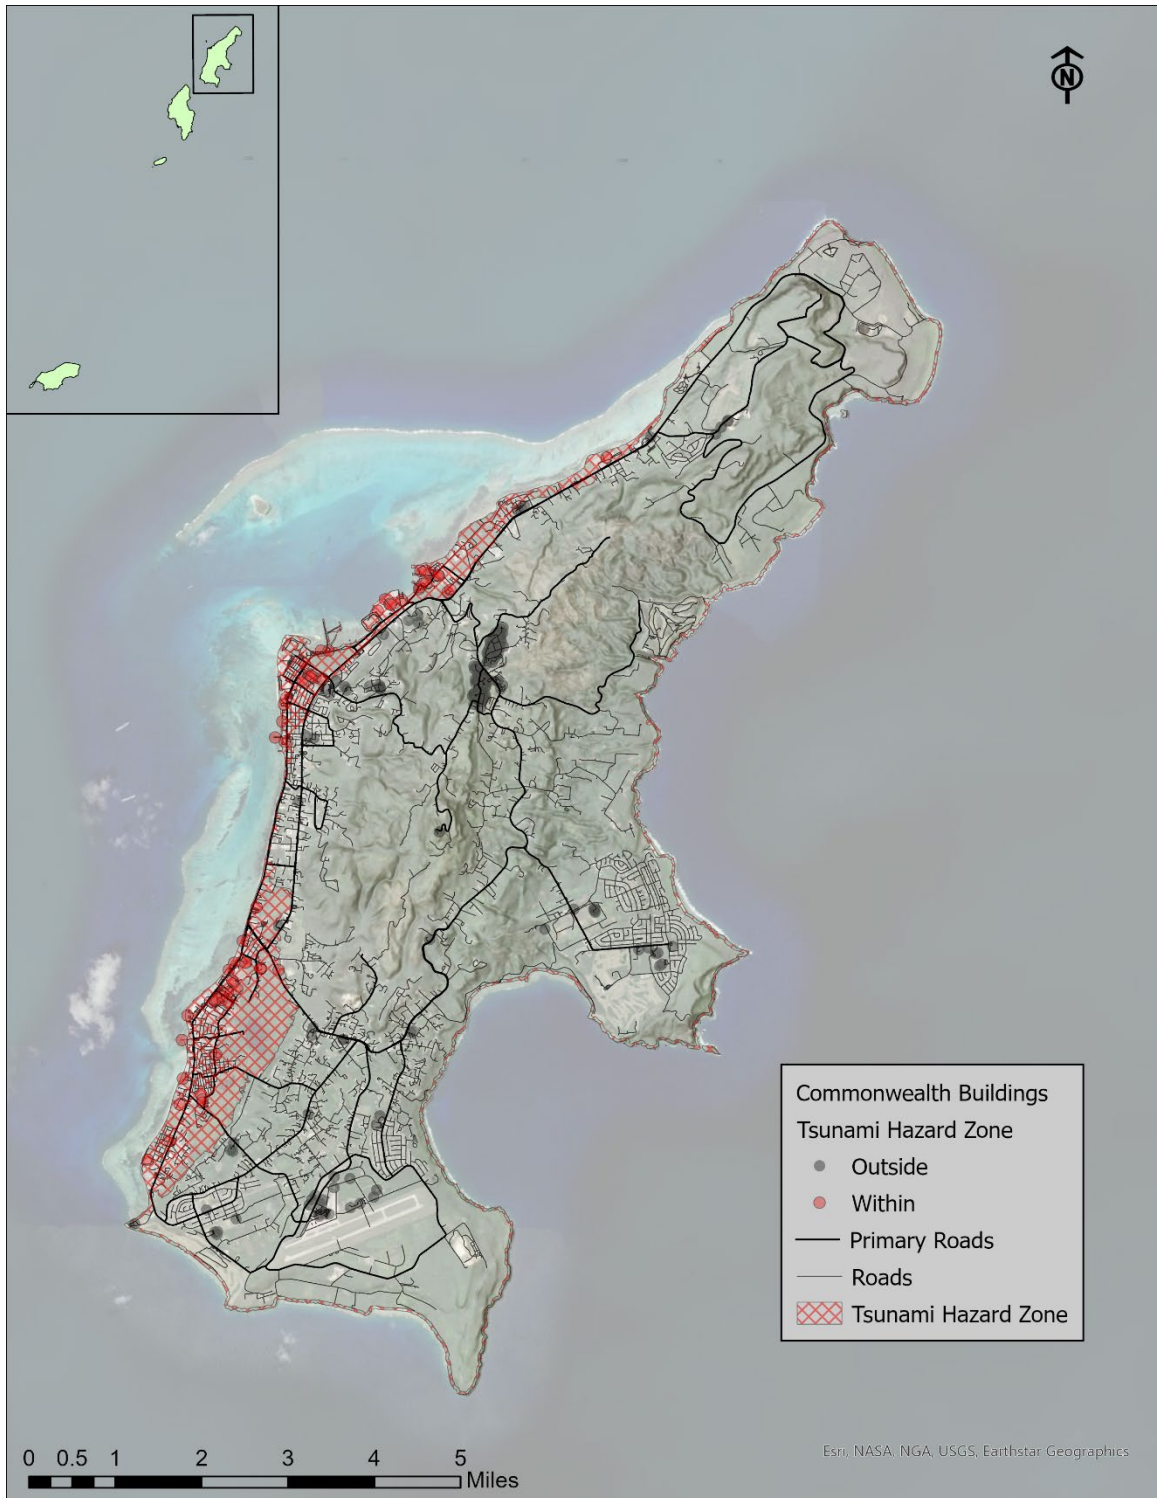 N
Commonwealth Buildings
Tsunami Hazard Zone
Outside
Within
Primary Roads
Roads
Tsunami Hazard Zone
Esri, NASA, NGA, USGS, Earthstar Geographics
0 0.5 1 2 3 4 5
Miles